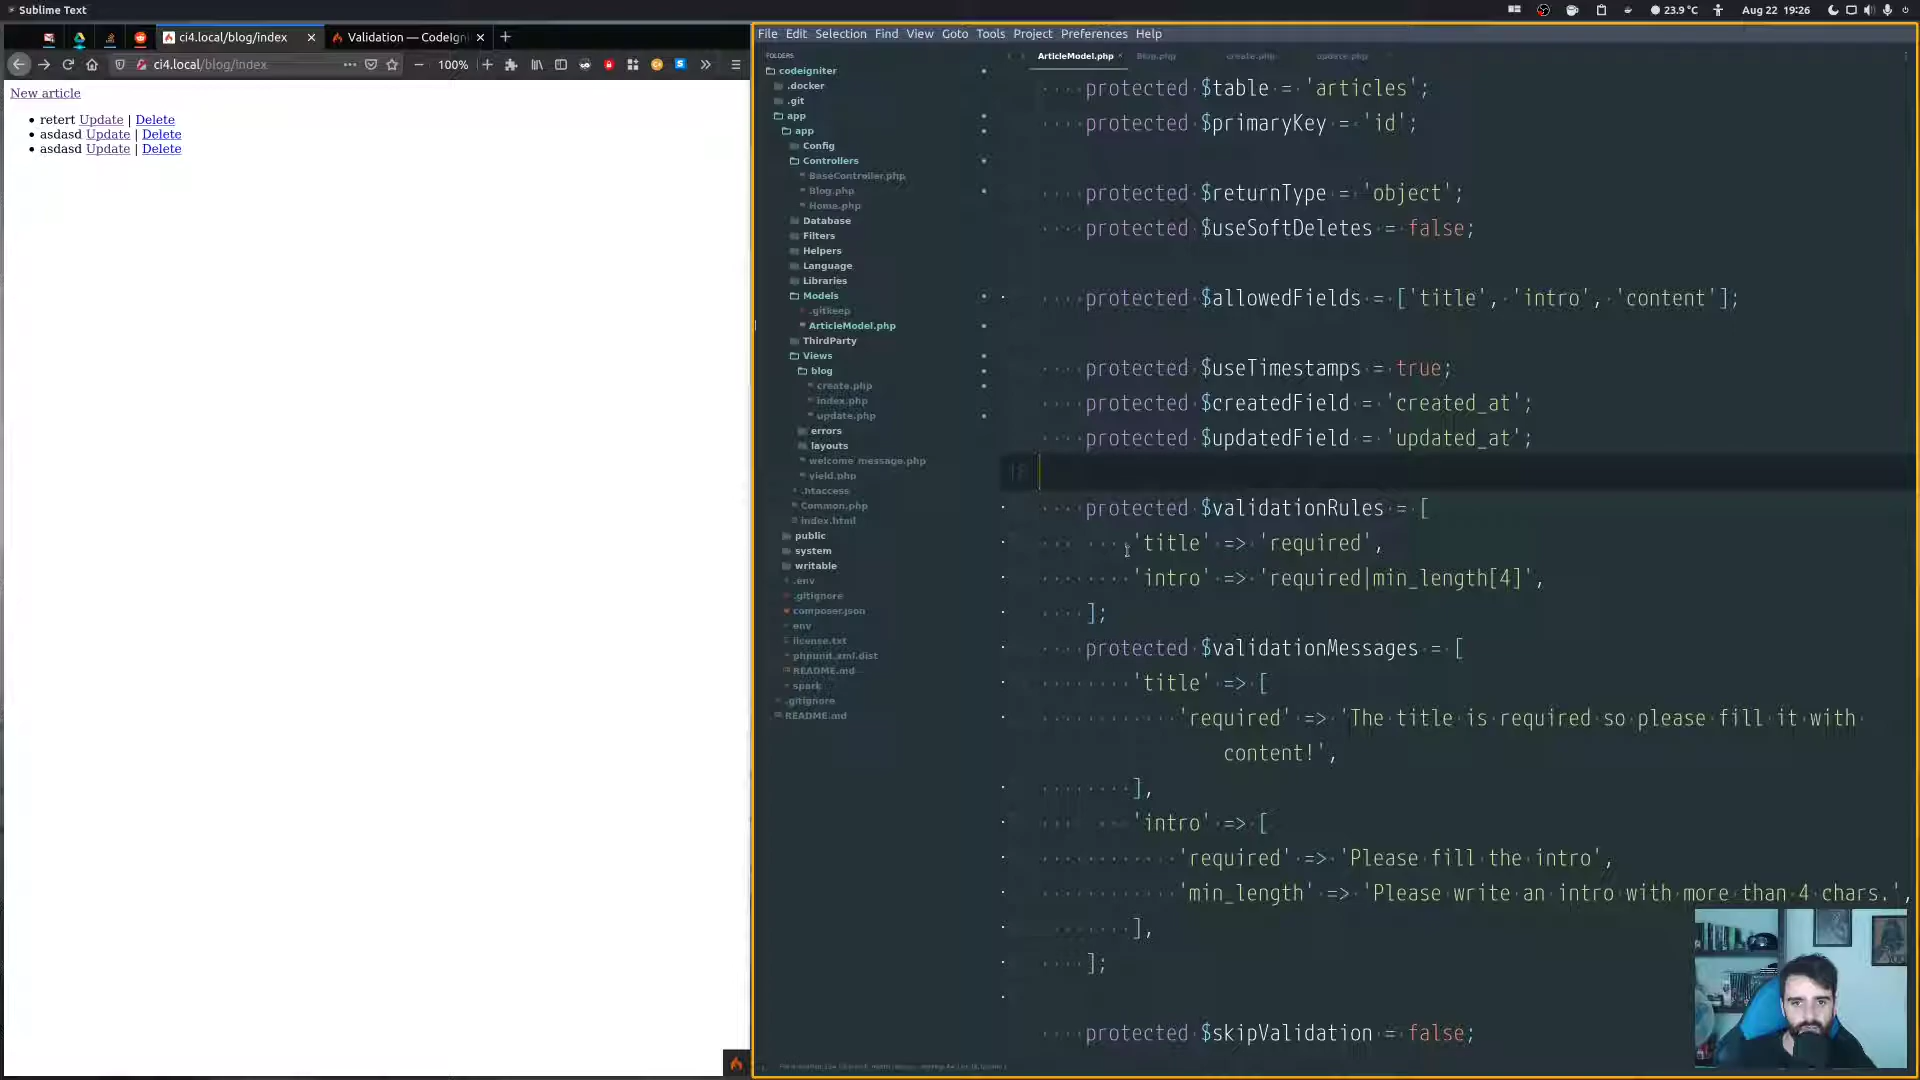 Sublime Text
23.9 °C
Aug 22 19:26
ci4.local/blog/index
Validation — CodeIgni
ci4.local/blog/index
100%
New article
retert Update | Delete
asdasd Update | Delete
asdasd Update | Delete
File Edit Selection Find View Goto Tools Project Preferences Help
FOLDERS
codeigniter
.docker
.git
app
app
Config
Controllers
BaseController.php
Blog.php
Home.php
Database
Filters
Helpers
Language
Libraries
Models
.gitkeep
ArticleModel.php
ThirdParty
Views
blog
create.php
index.php
update.php
errors
layouts
welcome_message.php
yield.php
.htaccess
Common.php
index.html
public
system
writable
.env
.gitignore
composer.json
env
license.txt
phpunit.xml.dist
README.md
spark
.gitignore
README.md
ArticleModel.php Blog.php create.php update.php
protected $table = 'articles';
protected $primaryKey = 'id';
protected $returnType = 'object';
protected $useSoftDeletes = false;
protected $allowedFields = ['title', 'intro', 'content'];
protected $useTimestamps = true;
protected $createdField = 'created_at';
protected $updatedField = 'updated_at';
protected $validationRules = [
'title' => 'required',
'intro' => 'required|min_length[4]',
];
protected $validationMessages = [
'title' => [
'required' => 'The title is required so please fill it with
content!',
],
'intro' => [
'required' => 'Please fill the intro',
'min_length' => 'Please write an intro with more than 4 chars.',
],
];
protected $skipValidation = false;